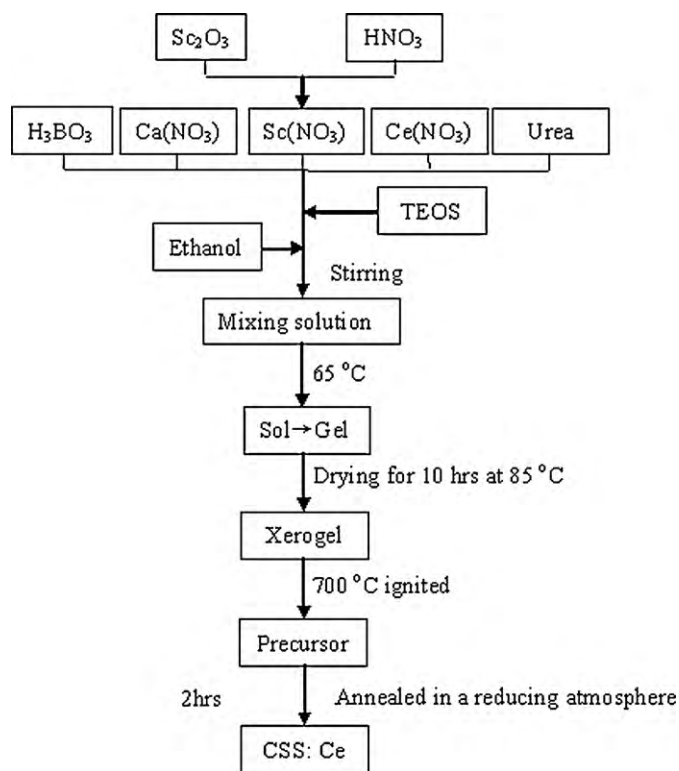 Sc₂O₃
HNO₃
H₃BO₃
Ca(NO₃)
Sc(NO₃)
Ce(NO₃)
Urea
TEOS
Ethanol
Stirring
Mixing solution
65 °C
Sol→Gel
Drying for 10 hrs at 85 °C
Xerogel
700 °C ignited
Precursor
2hrs
Annealed in a reducing atmosphere
CSS: Ce